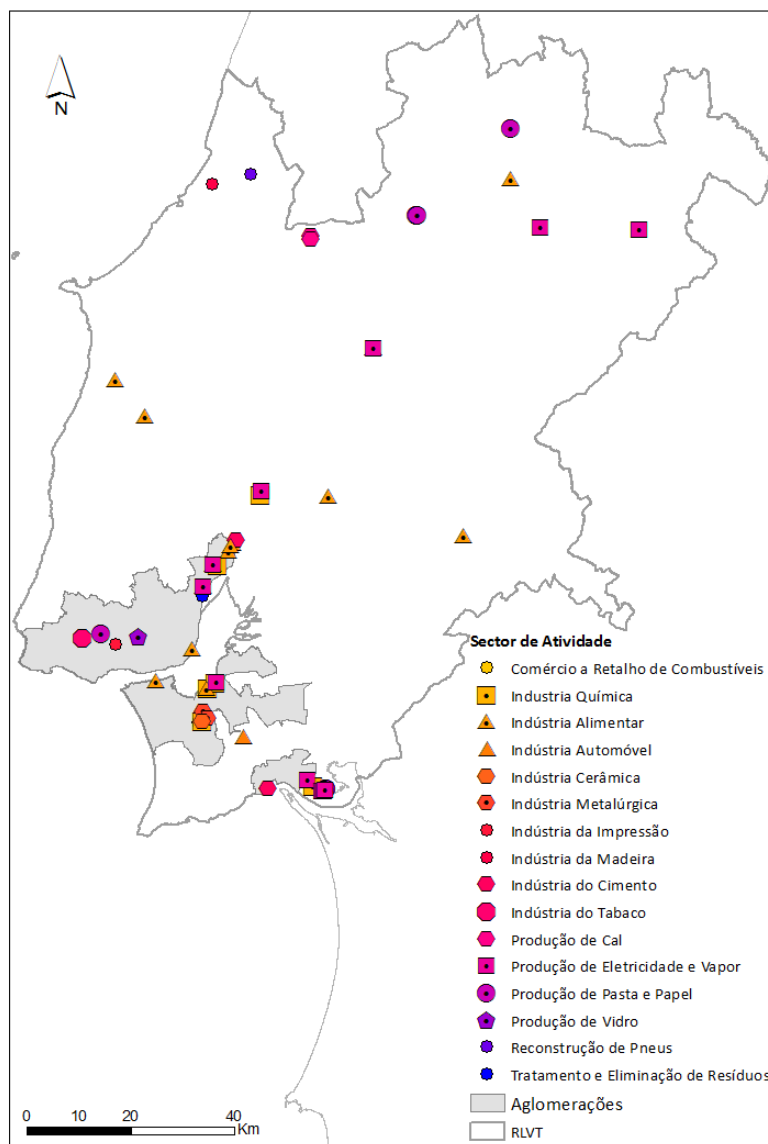 N
Sector de Atividade
Comércio a Retalho de Combustíveis
Industria Química
Indústria Alimentar
Indústria Automóvel
Indústria Cerâmica
Indústria Metalúrgica
Indústria da Impressão
Indústria da Madeira
Indústria do Cimento
Indústria do Tabaco
Produção de Cal
Produção de Eletricidade e Vapor
Produção de Pasta e Papel
Produção de Vidro
Reconstrução de Pneus
Tratamento e Eliminação de Resíduos
Aglomerações
RLVT
0 10 20 40
Km